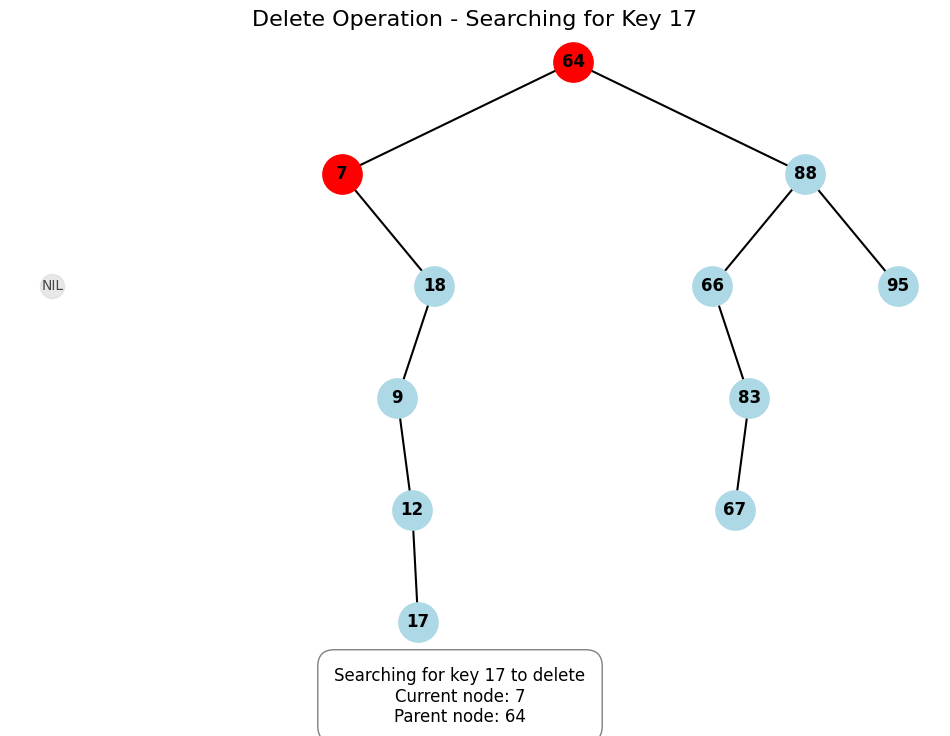 Delete Operation - Searching for Key 17
64
7
88
NIL
18
66
95
9
83
12
67
17
Searching for key 17 to delete
Current node: 7
Parent node: 64